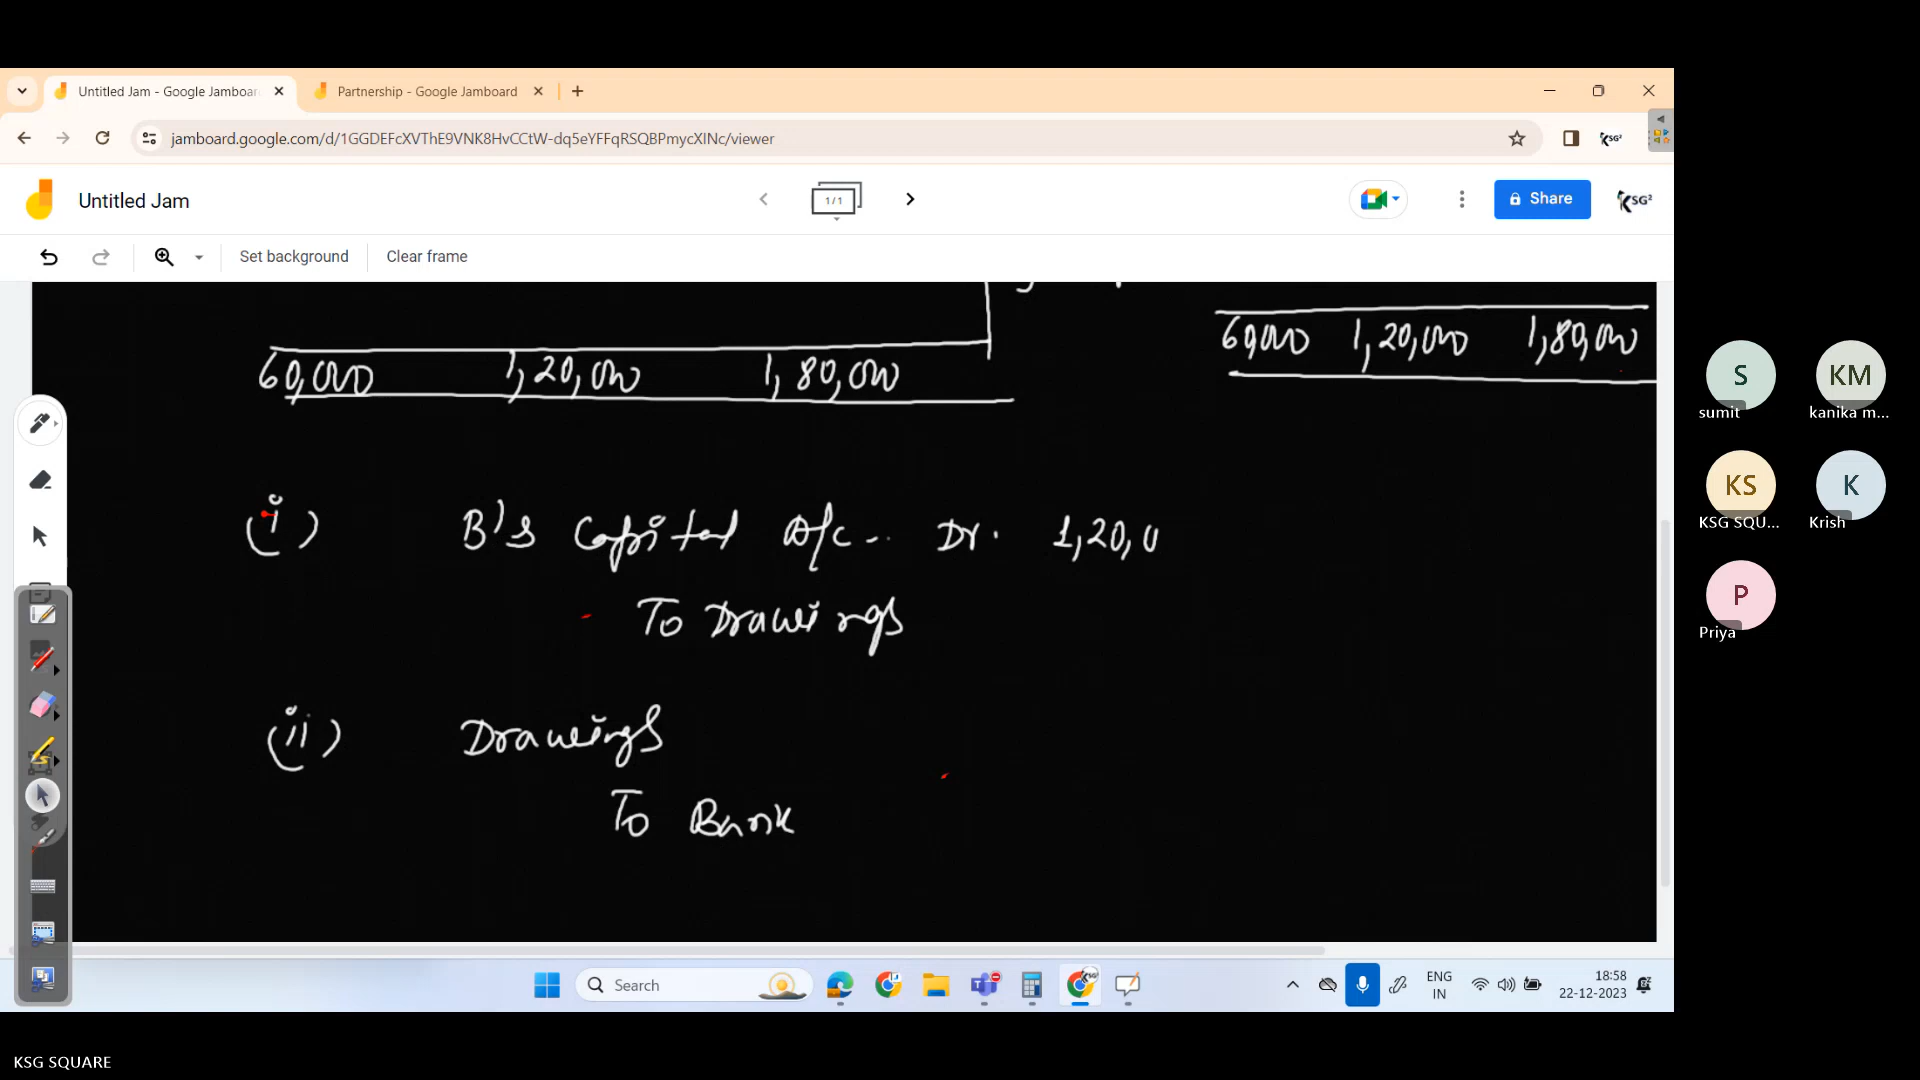 Untitled Jam - Google Jamboar
Partnership - Google Jamboard
jamboard.google.com/d/1GGDEFcXVThE9VNK8HvCCtW-dq5eYFFqRSQBPmycXINc/viewer
KSG²
Untitled Jam
1 / 1
Share
KSG²
Set background
Clear frame
60,000 1,20,000 1,80,000
60,000 1,20,000 1,80,000
(i) B's Capital A/c -. Dr. 1,20,0
To Drawings
(ii) Drawings
To Bank
S
sumit
KM
kanika m...
KS
KSG SQU...
K
Krish
P
Priya
Search
ENG
IN
18:58
22-12-2023
KSG SQUARE